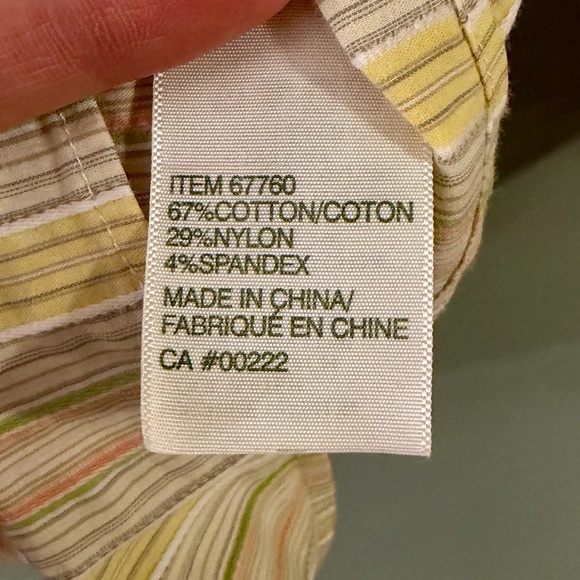 ITEM 67760
67%COTTON/COTON
29%NYLON
4%SPANDEX
MADE IN CHINA/
FABRIQUÉ EN CHINE
CA #00222